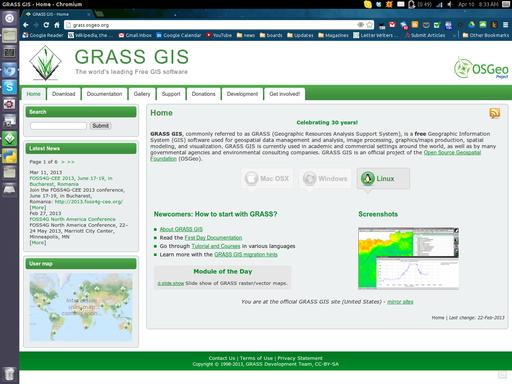 GRASS GIS - Home - Chromium
(0:49)
Apr 10
8:33 AM
GRASS GIS - Home
grass.osgeo.org
Google Reader
Wikipedia
Gmail Inbox
Google Calendar
YouTube
news
boards
Updates
Magazines
Letter Writers ...
Submit Articles
Other Bookmarks
GRASS GIS
The world's leading Free GIS software
OSGeo
Project
Home
Download
Documentation
Gallery
Support
Donations
Development
Get involved!
Search
Submit
Latest News
Page 1 of 6 > >>
Mar 11, 2013
FOSS4G-CEE 2013, June 17-19, in
Bucharest, Romania
Join the FOSS4G-CEE 2013 conference,
June 17-19, in Bucharest,
Romania: http://2013.foss4g-cee.org/
[More]
Feb 27, 2013
FOSS4G North America Conference
FOSS4G North America Conference, 22-
24 May 2013, Marriott City Center,
Minneapolis, MN
[More]
User map
Home
Celebrating 30 years!
GRASS GIS, commonly referred to as GRASS (Geographic Resources Analysis Support System), is a free Geographic Information
System (GIS) software used for geospatial data management and analysis, image processing, graphics/maps production, spatial
modeling, and visualization. GRASS GIS is currently used in academic and commercial settings around the world, as well as by many
governmental agencies and environmental consulting companies. GRASS GIS is an official project of the Open Source Geospatial
Foundation (OSGeo).
Mac OSX
Windows
Linux
Newcomers: How to start with GRASS?
About GRASS GIS
Read the First Day Documentation
Go through Tutorial and Courses in various languages
Learn more with the GRASS GIS migration hints
Module of the Day
d.slide.show Slide show of GRASS raster/vector maps.
Screenshots
You are at the official GRASS GIS site (United States) - mirror sites
Home | Last change: 22-Feb-2013
Contact Us | Terms of Use | Privacy Statement
Copyright © 1998-2013, GRASS Development Team, CC-BY-SA